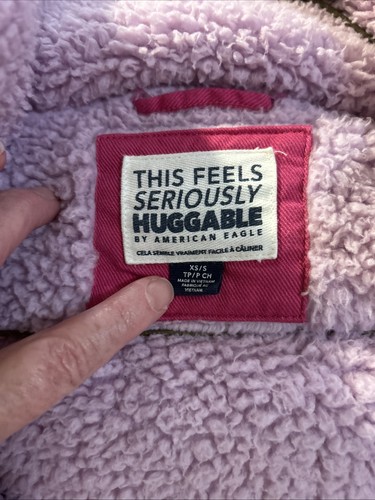 THIS FEELS
SERIOUSLY
HUGGABLE
BY AMERICAN EAGLE
CELA SEMBLE VRAIMENT FACILE À CÂLINER
XS/S
TP/P CH
MADE IN VIETNAM
FABRIQUÉ AU
VIETNAM